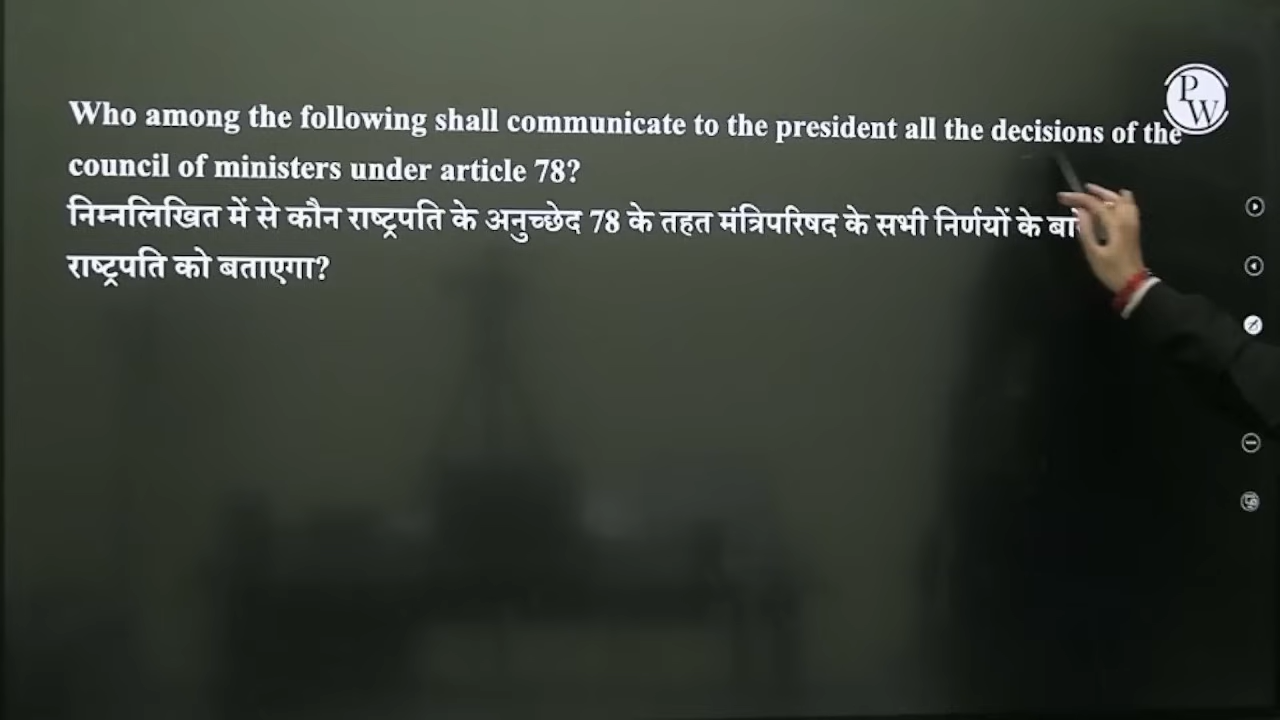 Who among the following shall communicate to the president all the decisions of the
council of ministers under article 78?
निम्नलिखित में से कौन राष्ट्रपति के अनुच्छेद 78 के तहत मंत्रिपरिषद के सभी निर्णयों के
राष्ट्रपति को बताएगा?
PW